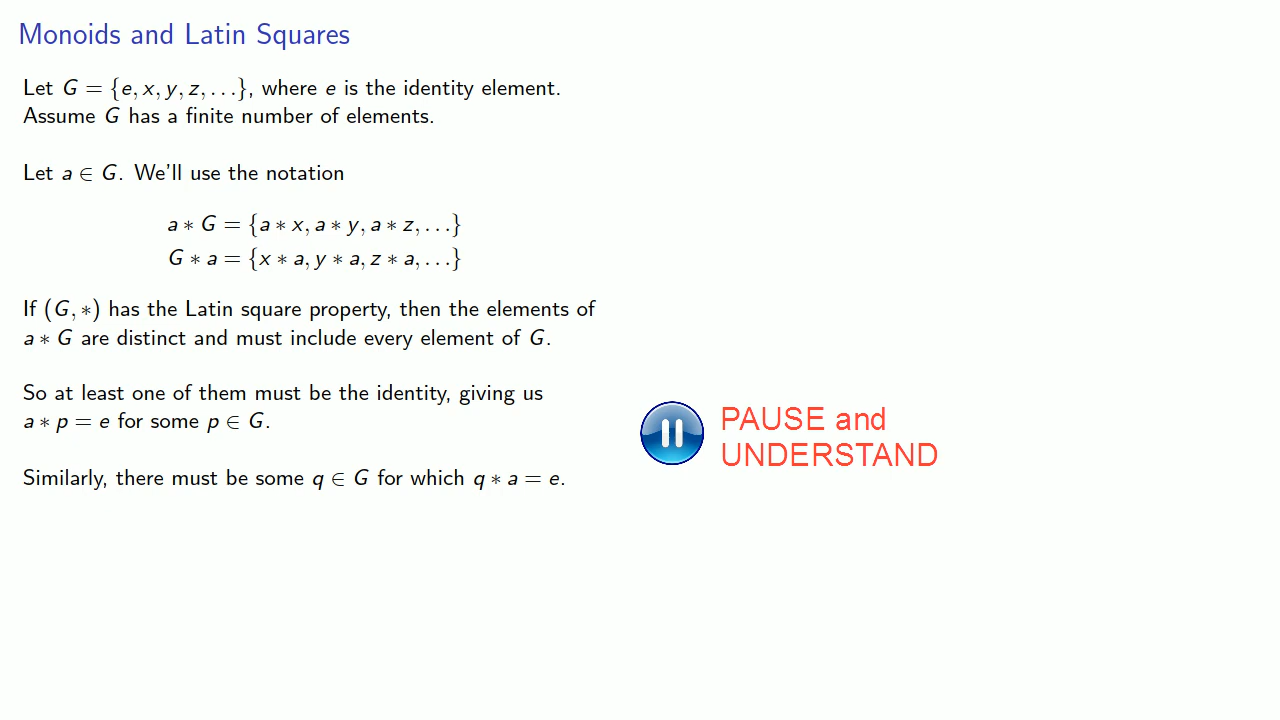 Monoids and Latin Squares
Let G = {e, x, y, z, ...}, where e is the identity element.
Assume G has a finite number of elements.
Let a ∈ G. We'll use the notation
a ∗ G = {a ∗ x, a ∗ y, a ∗ z, ...}
G ∗ a = {x ∗ a, y ∗ a, z ∗ a, ...}
If (G, ∗) has the Latin square property, then the elements of
a ∗ G are distinct and must include every element of G.
So at least one of them must be the identity, giving us
a ∗ p = e for some p ∈ G.
Similarly, there must be some q ∈ G for which q ∗ a = e.
PAUSE and
UNDERSTAND